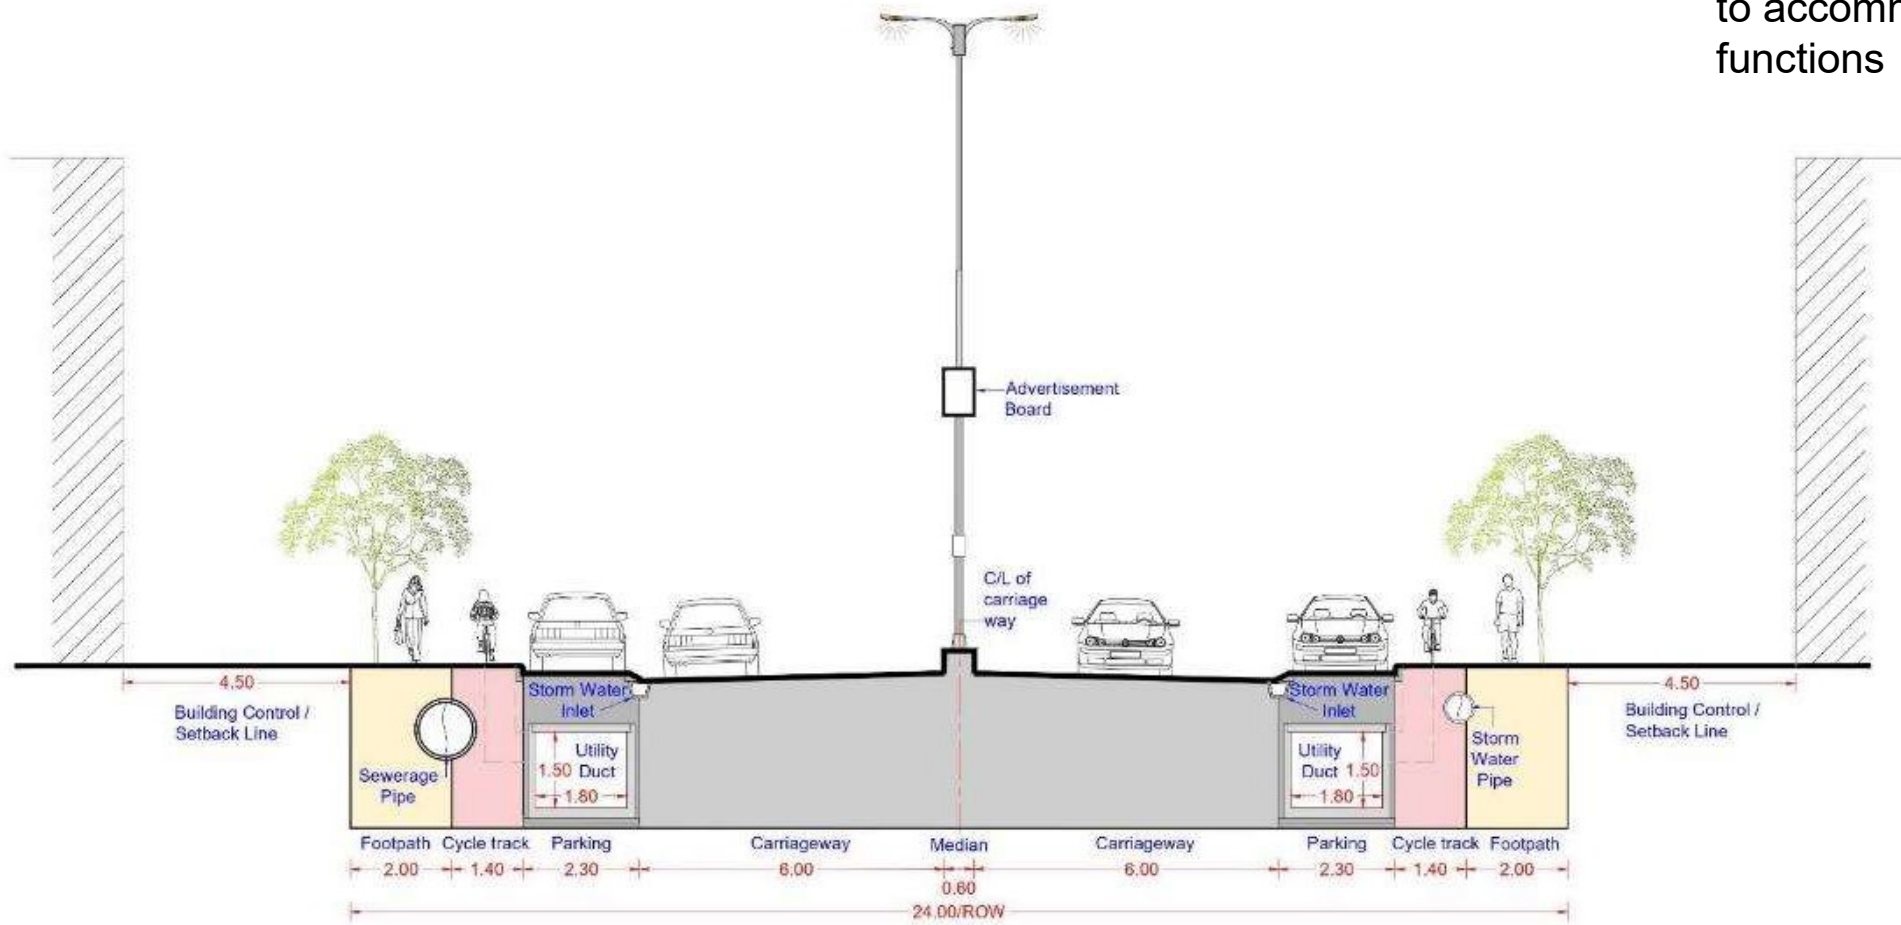 to accomm
functions
Advertisement
Board
C/L of
carriage
way
4.50
Building Control /
Setback Line
Storm Water
Inlet
Utility
Duct
1.50
1.80
Sewerage
Pipe
Storm Water
Inlet
Utility
Duct 1.50
1.80
Storm
Water
Pipe
4.50
Building Control /
Setback Line
Footpath Cycle track Parking Carriageway Median Carriageway Parking Cycle track Footpath
2.00 1.40 2.30 6.00 0.60 6.00 2.30 1.40 2.00
24.00/ROW